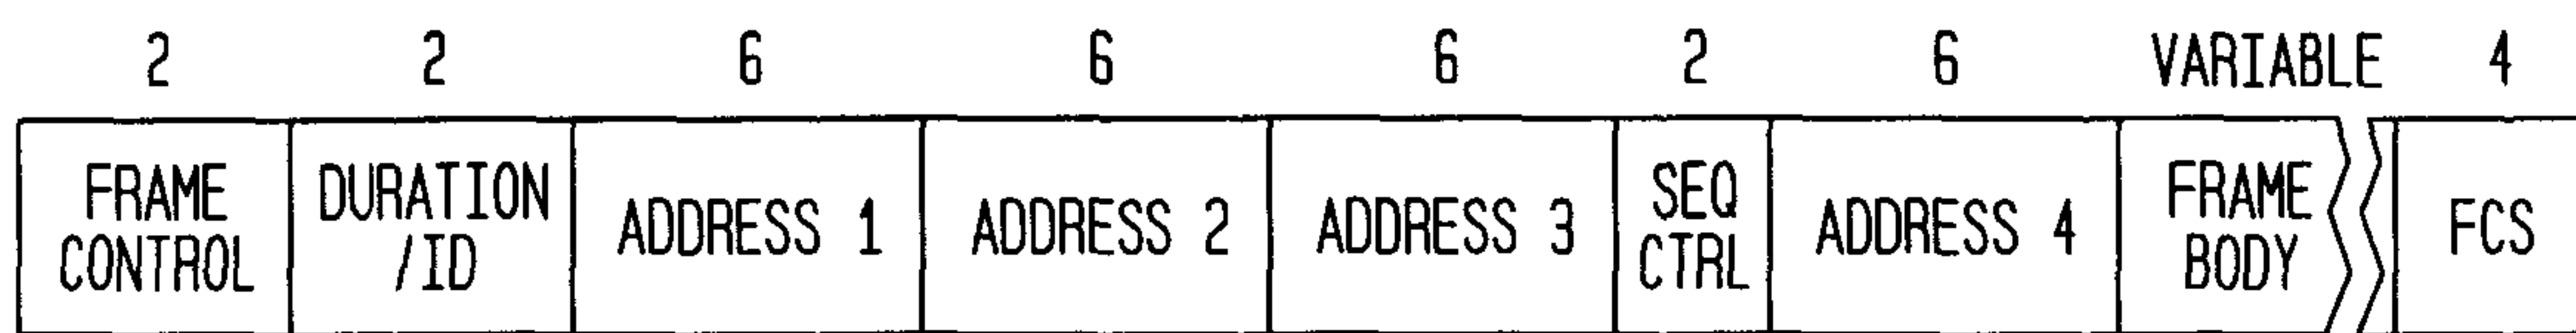 2 2 6 6 6 2 6 VARIABLE 4
FRAME
CONTROL
DURATION
/ID
ADDRESS 1
ADDRESS 2
ADDRESS 3
SEQ
CTRL
ADDRESS 4
FRAME
BODY
FCS